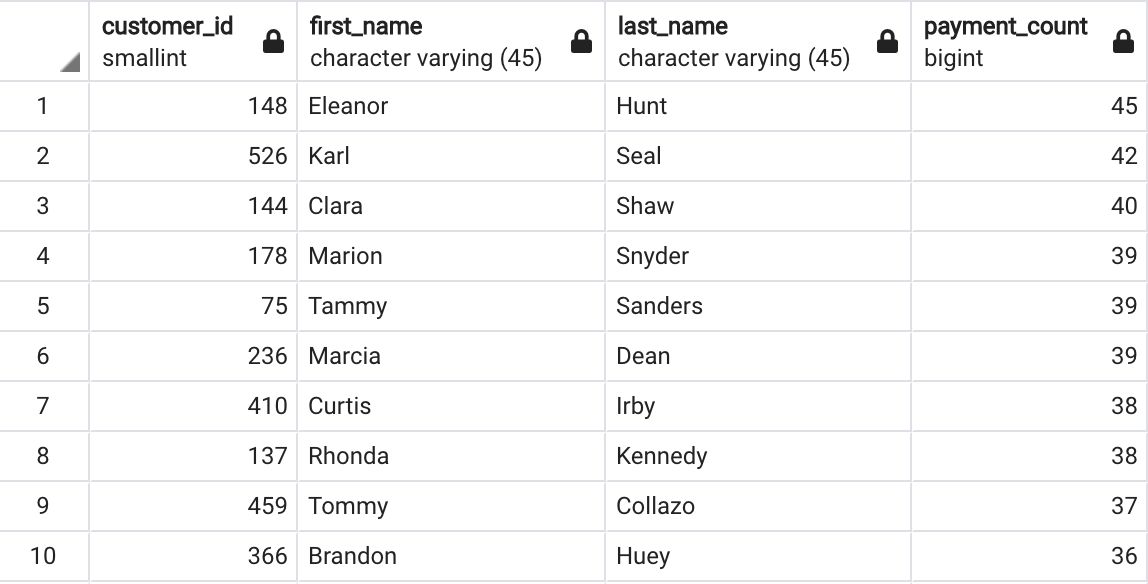 customer_id first_name last_name payment_count
smallint character varying (45) character varying (45) bigint
1 148 Eleanor Hunt 45
2 526 Karl Seal 42
3 144 Clara Shaw 40
4 178 Marion Snyder 39
5 75 Tammy Sanders 39
6 236 Marcia Dean 39
7 410 Curtis Irby 38
8 137 Rhonda Kennedy 38
9 459 Tommy Collazo 37
10 366 Brandon Huey 36